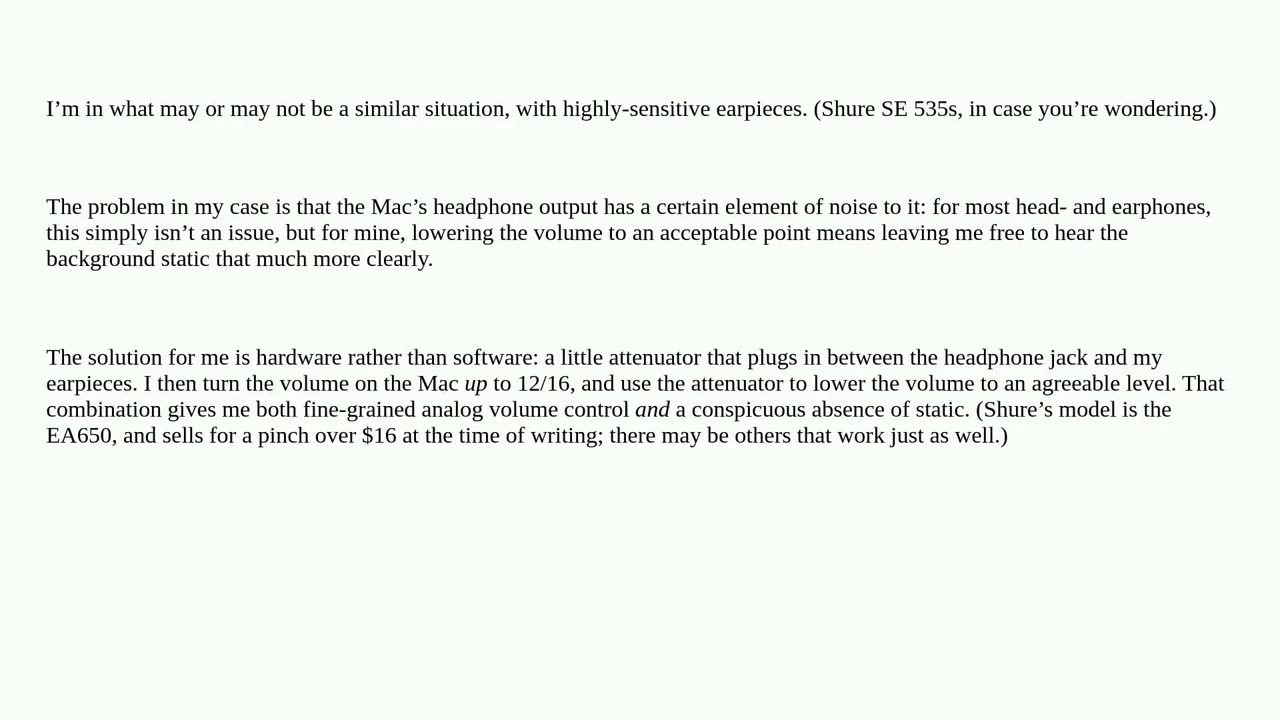 I’m in what may or may not be a similar situation, with highly-sensitive earpieces. (Shure SE 535s, in case you’re wondering.)
The problem in my case is that the Mac’s headphone output has a certain element of noise to it: for most head- and earphones,
this simply isn’t an issue, but for mine, lowering the volume to an acceptable point means leaving me free to hear the
background static that much more clearly.
The solution for me is hardware rather than software: a little attenuator that plugs in between the headphone jack and my
earpieces. I then turn the volume on the Mac up to 12/16, and use the attenuator to lower the volume to an agreeable level. That
combination gives me both fine-grained analog volume control and a conspicuous absence of static. (Shure’s model is the
EA650, and sells for a pinch over $16 at the time of writing; there may be others that work just as well.)